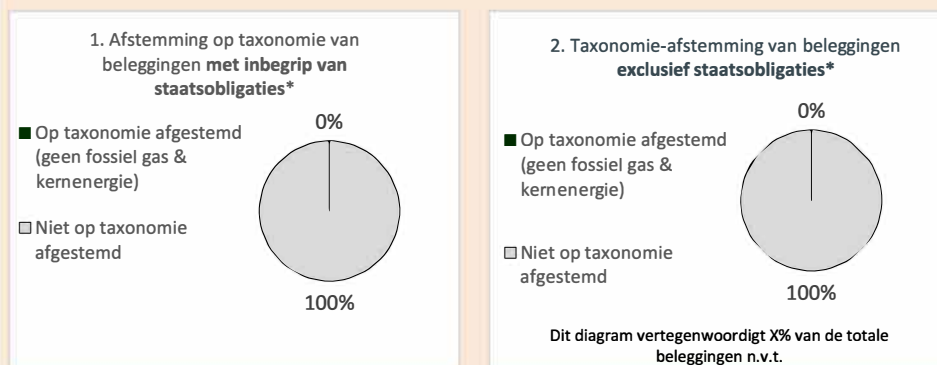 1. Afstemming op taxonomie van
beleggingen met inbegrip van
staatsobligaties*
Op taxonomie afgestemd
(geen fossiel gas &
kernenergie)
Niet op taxonomie
afgestemd
0%
100%
2. Taxonomie-afstemming van beleggingen
exclusief staatsobligaties*
Op taxonomie afgestemd
(geen fossiel gas &
kernenergie)
Niet op taxonomie
afgestemd
0%
100%
Dit diagram vertegenwoordigt X% van de totale
beleggingen n.v.t.